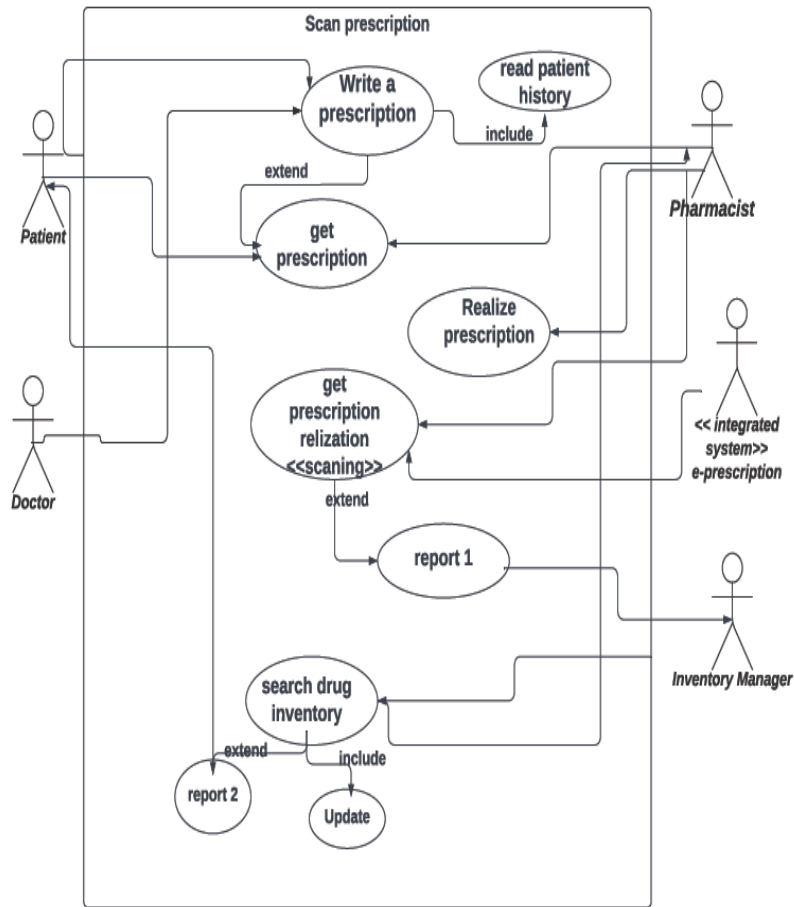 Scan prescription
Write a
prescription
read patient
history
include
extend
Patient
Pharmacist
get
prescription
Realize
prescription
get
prescription
relization
<<scaning>>
<< integrated
system>>
e-prescription
Doctor
extend
report 1
Inventory Manager
search drug
inventory
extend
include
report 2
Update